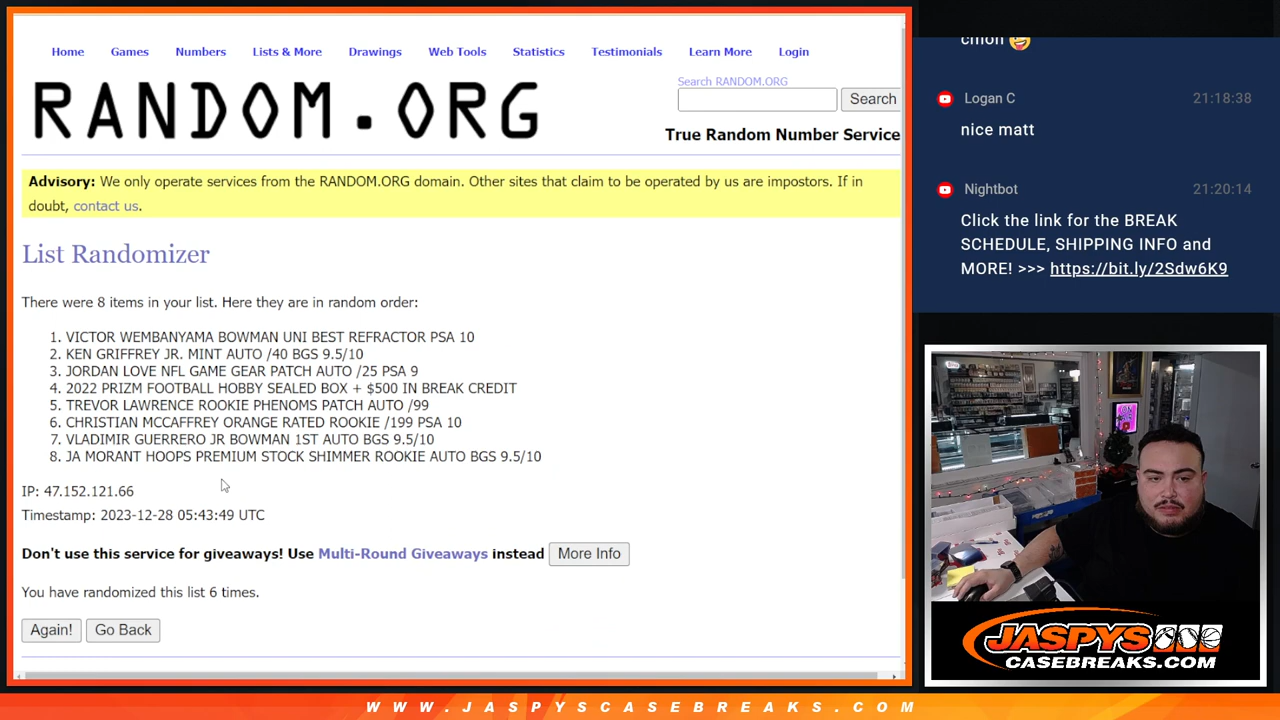 Home Games Numbers Lists & More Drawings Web Tools Statistics Testimonials Learn More Login
RANDOM.ORG
Search RANDOM.ORG
Search
True Random Number Service
Advisory: We only operate services from the RANDOM.ORG domain. Other sites that claim to be operated by us are impostors. If in
doubt, contact us.
List Randomizer
There were 8 items in your list. Here they are in random order:
1. VICTOR WEMBANYAMA BOWMAN UNI BEST REFRACTOR PSA 10
2. KEN GRIFFREY JR. MINT AUTO /40 BGS 9.5/10
3. JORDAN LOVE NFL GAME GEAR PATCH AUTO /25 PSA 9
4. 2022 PRIZM FOOTBALL HOBBY SEALED BOX + $500 IN BREAK CREDIT
5. TREVOR LAWRENCE ROOKIE PHENOMS PATCH AUTO /99
6. CHRISTIAN MCCAFFREY ORANGE RATED ROOKIE /199 PSA 10
7. VLADIMIR GUERRERO JR BOWMAN 1ST AUTO BGS 9.5/10
8. JA MORANT HOOPS PREMIUM STOCK SHIMMER ROOKIE AUTO BGS 9.5/10
IP: 47.152.121.66
Timestamp: 2023-12-28 05:43:49 UTC
Don't use this service for giveaways! Use Multi-Round Giveaways instead More Info
You have randomized this list 6 times.
Again! Go Back
cmon 🤪
Logan C 21:18:38
nice matt
Nightbot 21:20:14
Click the link for the BREAK
SCHEDULE, SHIPPING INFO and
MORE! >>> https://bit.ly/2Sdw6K9
JASPYS
CASEBREAKS.COM
WWW.JASPYSCASEBREAKS.COM